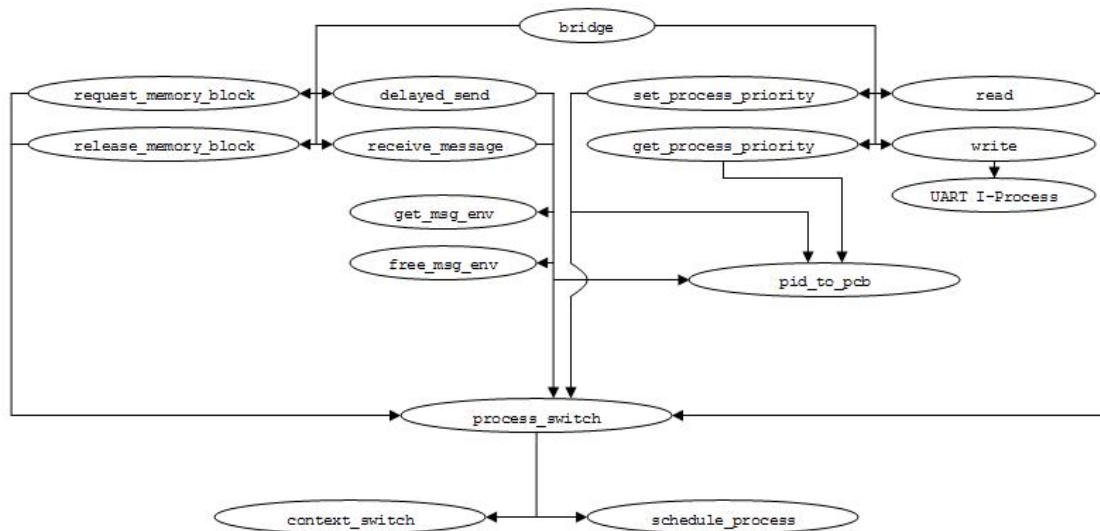 bridge
request_memory_block
delayed_send
set_process_priority
read
release_memory_block
receive_message
get_process_priority
write
UART I-Process
get_msg_env
free_msg_env
pid_to_pcb
process_switch
context_switch
schedule_process